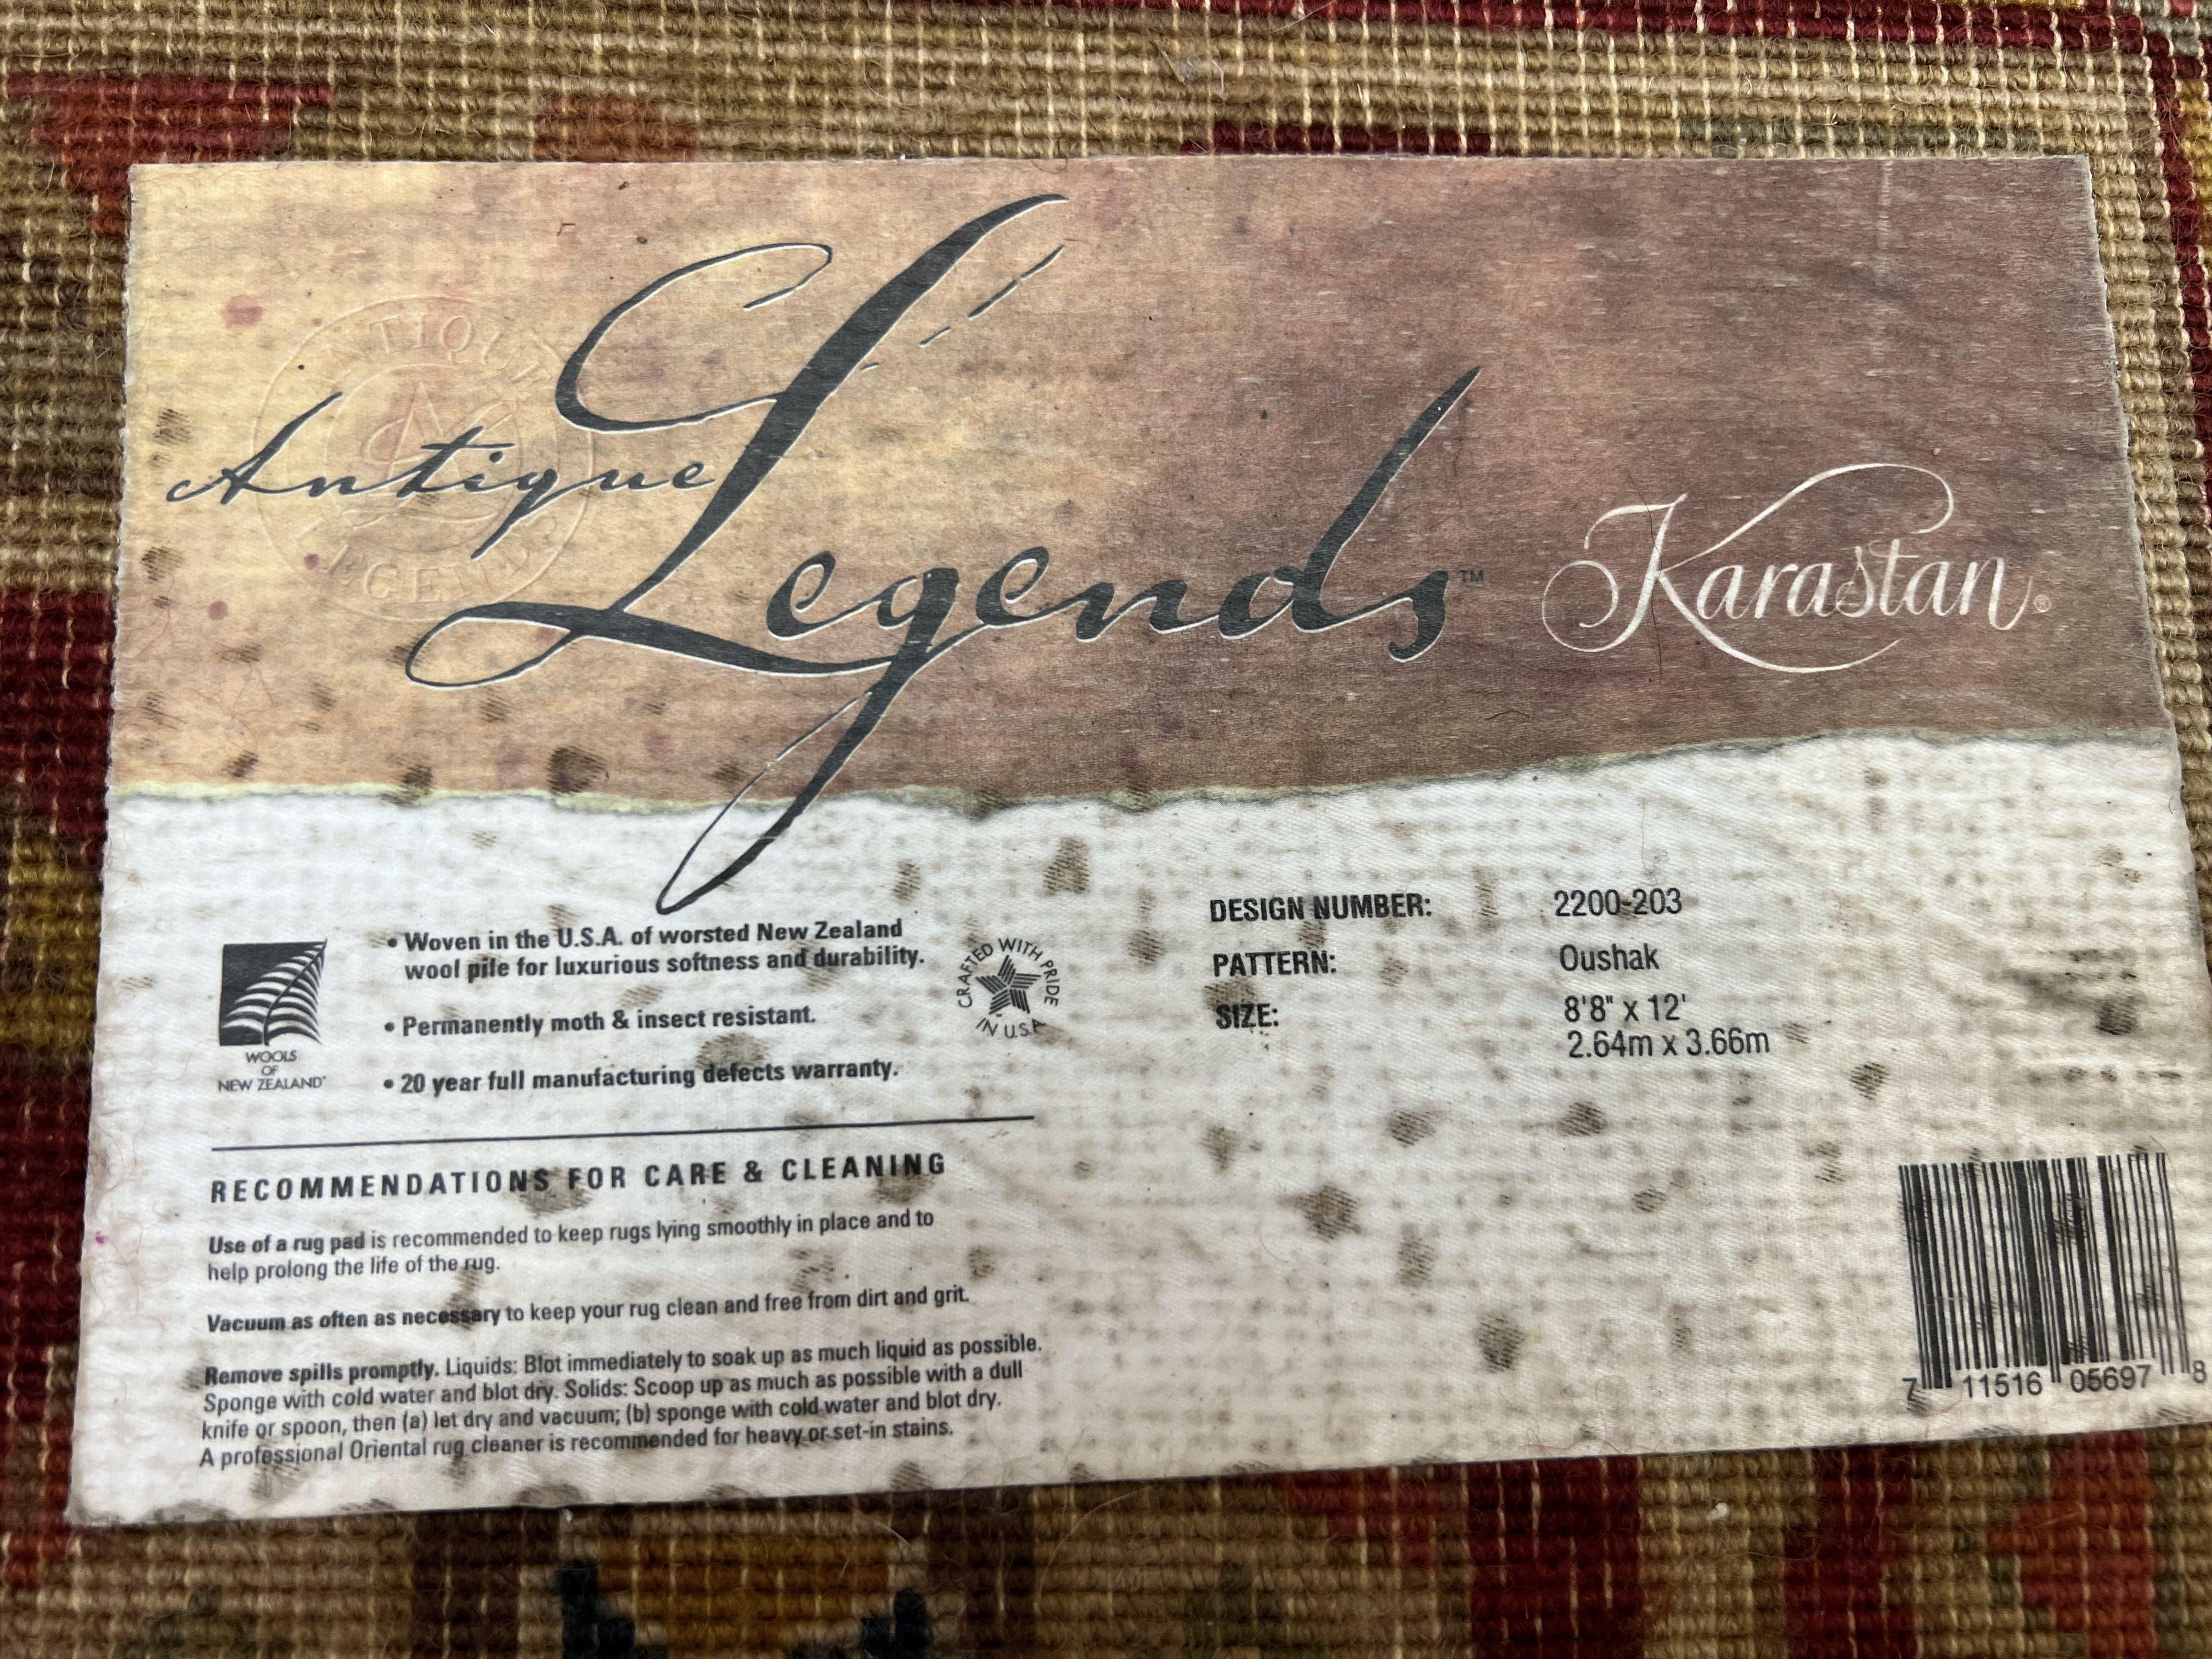 ANTIQUE
LEGENDS
Antique
Legends™
Karastan®
WOOLS
OF
NEW ZEALAND
• Woven in the U.S.A. of worsted New Zealand
wool pile for luxurious softness and durability.
• Permanently moth & insect resistant.
• 20 year full manufacturing defects warranty.
CRAFTED WITH PRIDE
IN U.S.A.
DESIGN NUMBER: 2200-203
PATTERN: Oushak
SIZE: 8'8" x 12'
2.64m x 3.66m
RECOMMENDATIONS FOR CARE & CLEANING
Use of a rug pad is recommended to keep rugs lying smoothly in place and to
help prolong the life of the rug.
Vacuum as often as necessary to keep your rug clean and free from dirt and grit.
Remove spills promptly. Liquids: Blot immediately to soak up as much liquid as possible.
Sponge with cold water and blot dry. Solids: Scoop up as much as possible with a dull
knife or spoon, then (a) let dry and vacuum; (b) sponge with cold water and blot dry.
A professional Oriental rug cleaner is recommended for heavy or set-in stains.
7 11516 05697 8